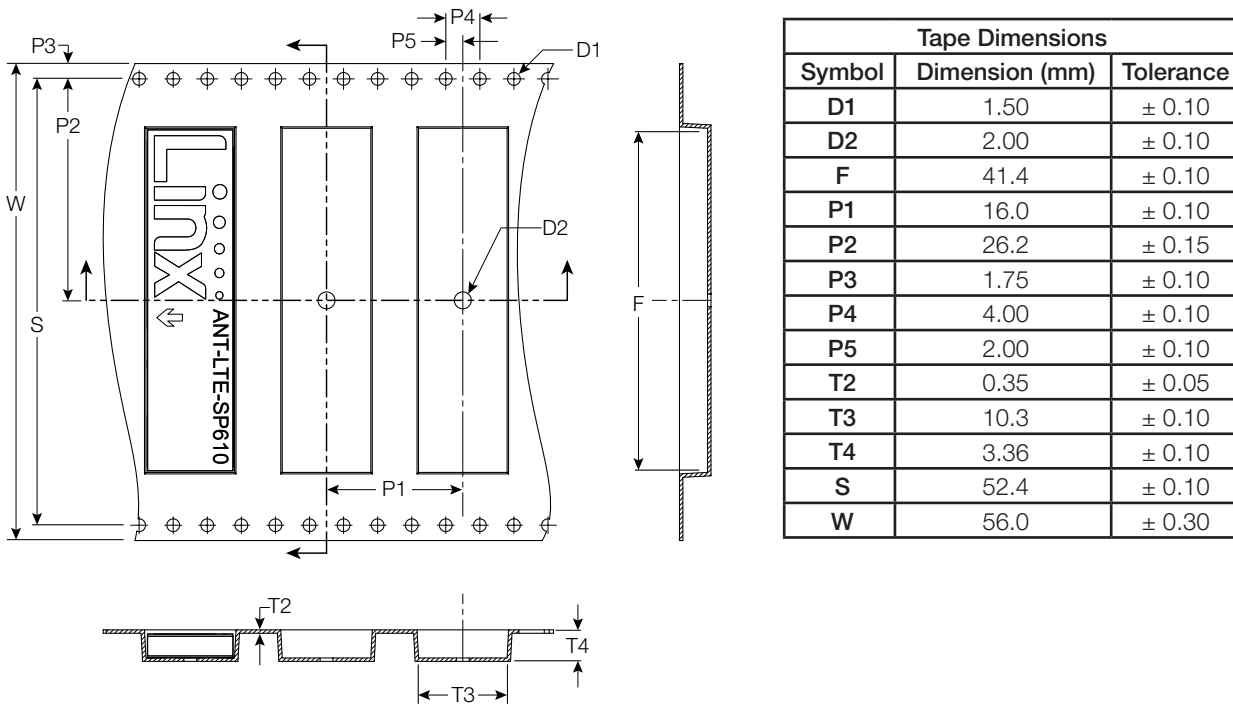 P4
P5
P3
D1
P2
Linx
W
D2
S
F
ANT-LTE-SP610
P1
T2
T4
T3
Tape Dimensions
Symbol Dimension (mm) Tolerance
D1 1.50 ± 0.10
D2 2.00 ± 0.10
F 41.4 ± 0.10
P1 16.0 ± 0.10
P2 26.2 ± 0.15
P3 1.75 ± 0.10
P4 4.00 ± 0.10
P5 2.00 ± 0.10
T2 0.35 ± 0.05
T3 10.3 ± 0.10
T4 3.36 ± 0.10
S 52.4 ± 0.10
W 56.0 ± 0.30